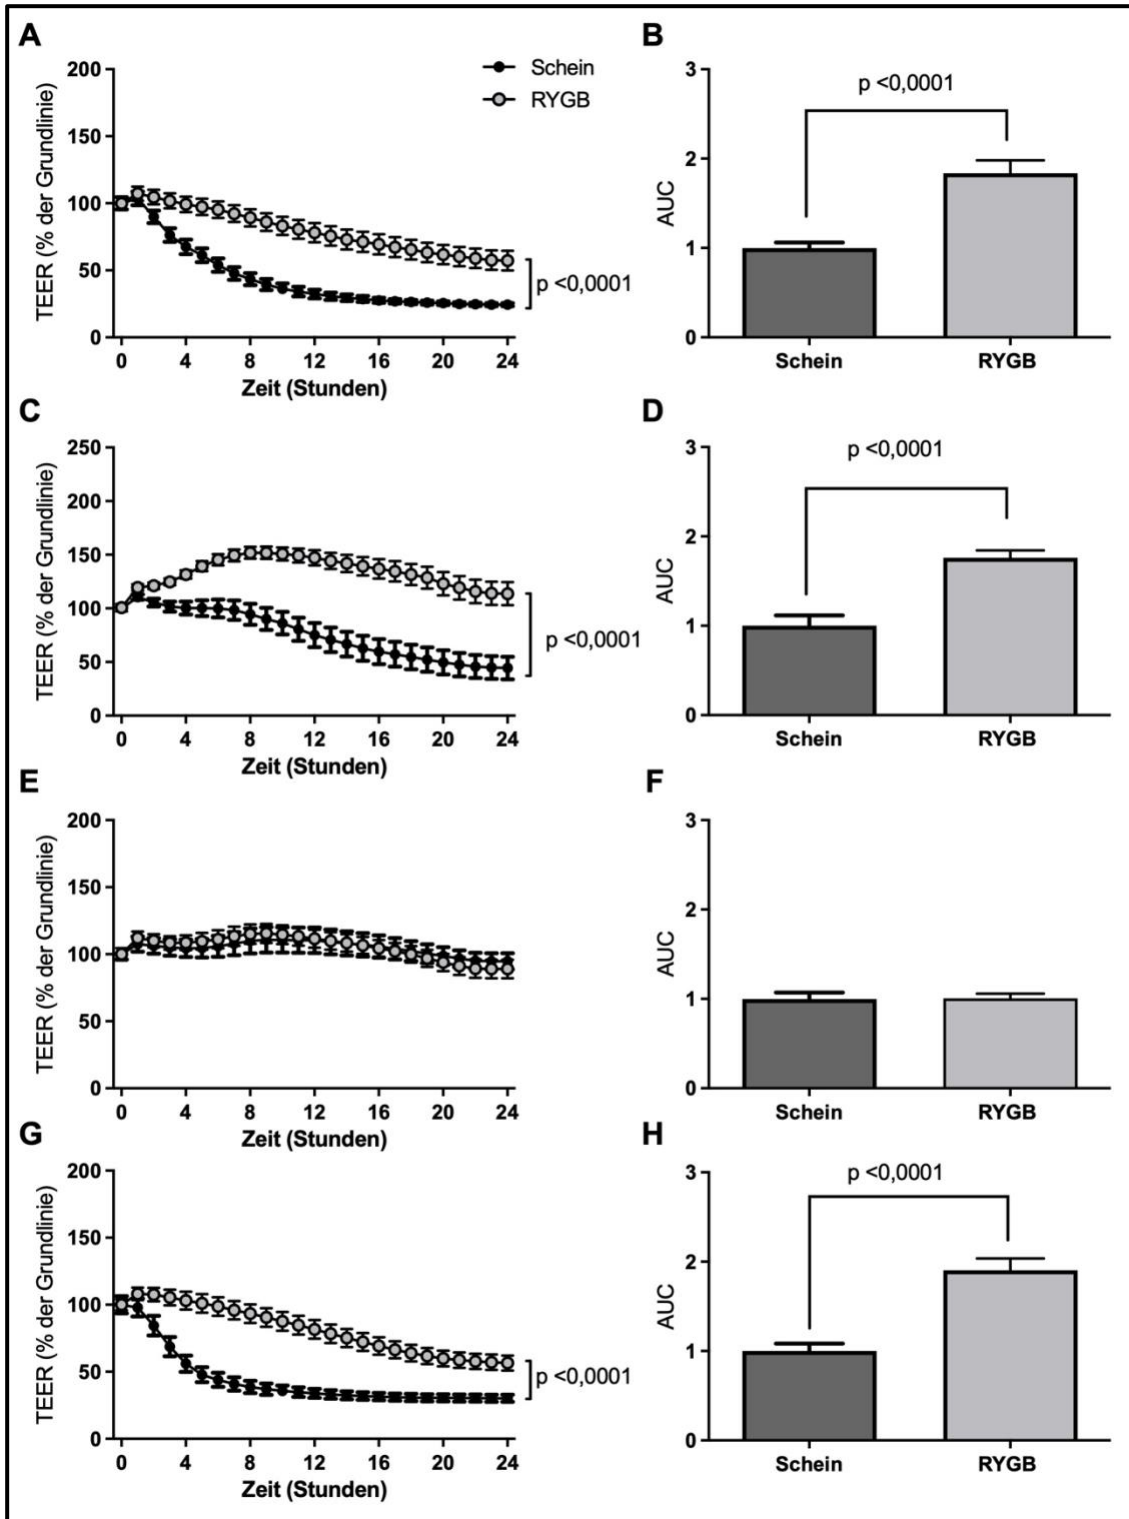 A
200
150
100
50
0
TEER (% der Grundlinie)
0 4 8 12 16 20 24
Zeit (Stunden)
Schein
RYGB
p <0,0001
B
3
2
1
0
AUC
p <0,0001
Schein RYGB
C
250
200
150
100
50
0
TEER (% der Grundlinie)
0 4 8 12 16 20 24
Zeit (Stunden)
p <0,0001
D
3
2
1
0
AUC
p <0,0001
Schein RYGB
E
200
150
100
50
0
TEER (% der Grundlinie)
0 4 8 12 16 20 24
Zeit (Stunden)
F
3
2
1
0
AUC
Schein RYGB
G
200
150
100
50
0
TEER (% der Grundlinie)
0 4 8 12 16 20 24
Zeit (Stunden)
p <0,0001
H
3
2
1
0
AUC
p <0,0001
Schein RYGB